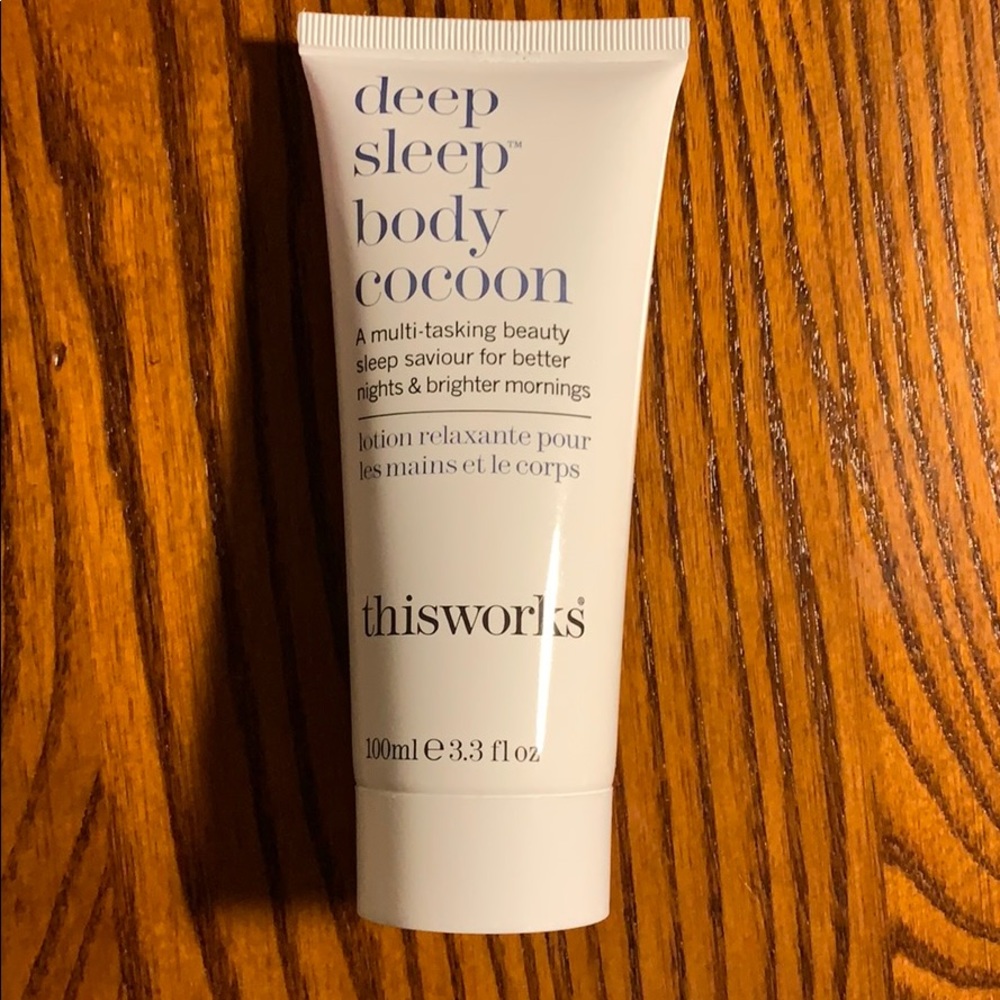 deep
sleep™
body
cocoon
A multi-tasking beauty
sleep saviour for better
nights & brighter mornings
lotion relaxante pour
les mains et le corps
thisworks®
100ml ℮ 3.3 fl oz